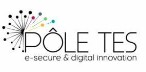 PÔLE TES
e-secure & digital innovation